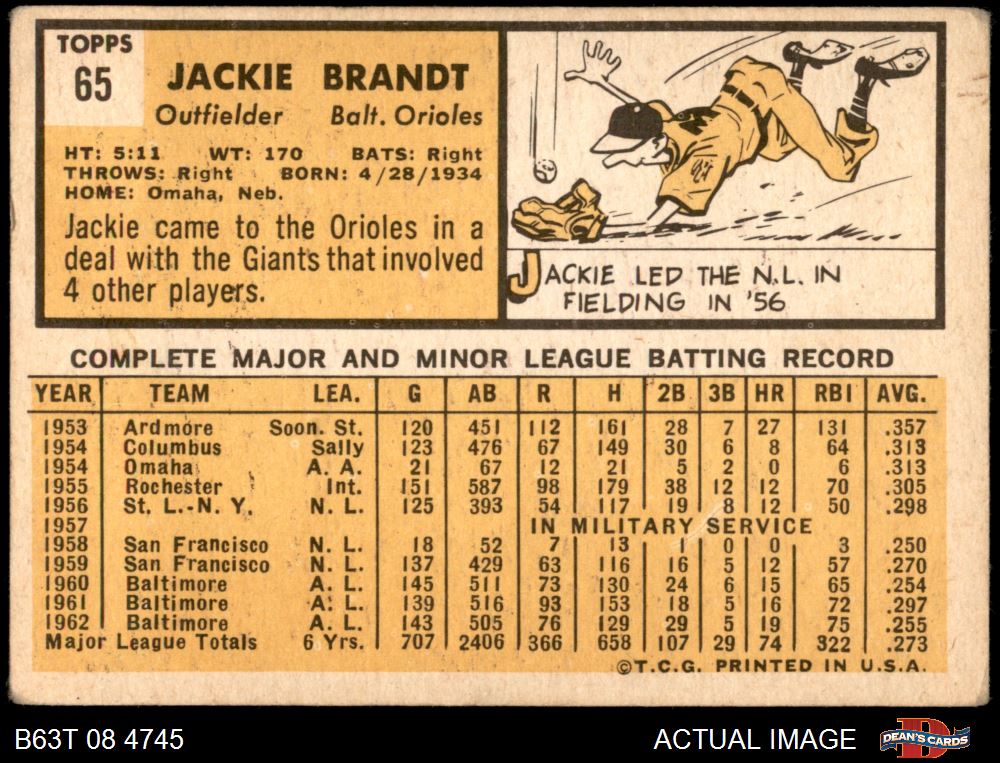 TOPPS
65
JACKIE BRANDT
Outfielder Balt. Orioles
HT: 5:11 WT: 170 BATS: Right
THROWS: Right BORN: 4/28/1934
HOME: Omaha, Neb.
Jackie came to the Orioles in a
deal with the Giants that involved
4 other players.
JACKIE LED THE N.L. IN
FIELDING IN '56
COMPLETE MAJOR AND MINOR LEAGUE BATTING RECORD
YEAR TEAM LEA. G AB R H 2B 3B HR RBI AVG.
1953 Ardmore Soon. St. 120 451 112 161 28 7 27 131 .357
1954 Columbus Sally 123 476 67 149 30 6 8 64 .313
1954 Omaha A. A. 21 67 12 21 5 2 0 6 .313
1955 Rochester Int. 151 587 98 179 38 12 12 70 .305
1956 St. L.-N. Y. N. L. 125 393 54 117 19 8 12 50 .298
1957 IN MILITARY SERVICE
1958 San Francisco N. L. 18 52 7 13 1 0 0 3 .250
1959 San Francisco N. L. 137 429 63 116 16 5 12 57 .270
1960 Baltimore A. L. 145 511 73 130 24 6 15 65 .254
1961 Baltimore A. L. 139 516 93 153 18 5 16 72 .297
1962 Baltimore A. L. 143 505 76 129 29 5 19 75 .255
Major League Totals 6 Yrs. 707 2406 366 658 107 29 74 322 .273
©T.C.G. PRINTED IN U.S.A.
B63T 08 4745 ACTUAL IMAGE DEAN'S CARDS